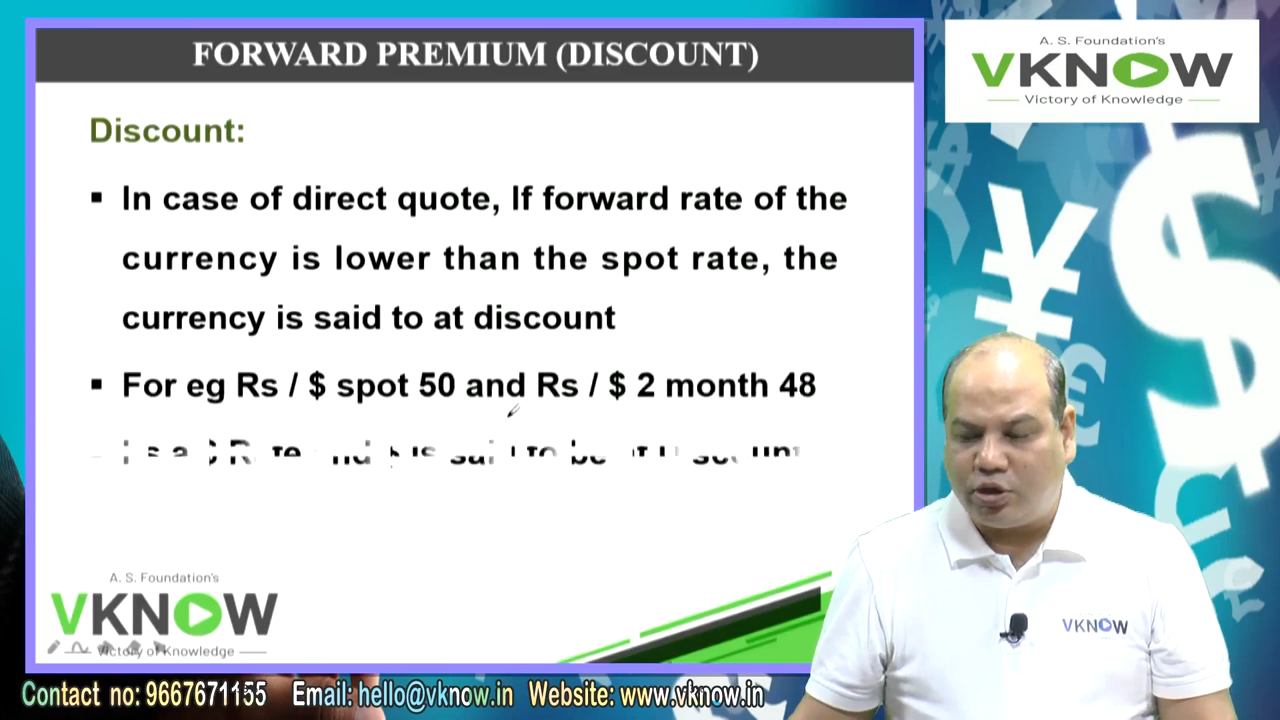 FORWARD PREMIUM (DISCOUNT)
A. S. Foundation's
VKNOW
Victory of Knowledge
Discount:
▪ In case of direct quote, If forward rate of the
currency is lower than the spot rate, the
currency is said to at discount
▪ For eg Rs / $ spot 50 and Rs / $ 2 month 48
said to be
A. S. Foundation's
VKNOW
Victory of Knowledge
VKNOW
Contact no: 9667671155 Email: hello@vknow.in Website: www.vknow.in